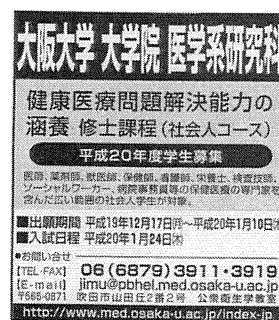 大阪大学 大学院 医学系研究科
健康医療問題解決能力の
涵養 修士課程(社会人コース)
平成20年度学生募集
医師、薬剤師、獣医師、保健師、看護師、栄養士、検査技師、
ソーシャルワーカー、病院事務員等の保健医療の専門家を
含んだ広い範囲の社会人学生が対象。
■出願期間 平成19年12月17日(月)〜平成20年1月10日(木)
■入試日程 平成20年1月24日(木)
●お問い合せ
[TEL・FAX] 06(6879)3911・3919
[E-mail] jimu@pbhel.med.osaka-u.ac.jp
〒565-0871 吹田市山田丘2番2号 公衆衛生学教室
http://www.med.osaka-u.ac.jp/index-jp